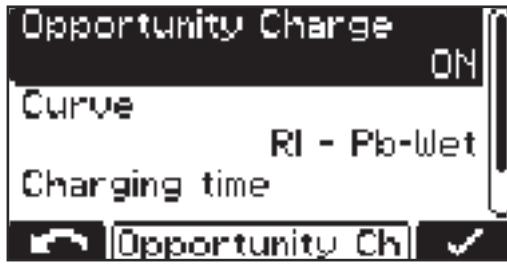 Opportunity Charge
ON
Curve
RI - Pb-Wet
Charging time
Opportunity Ch